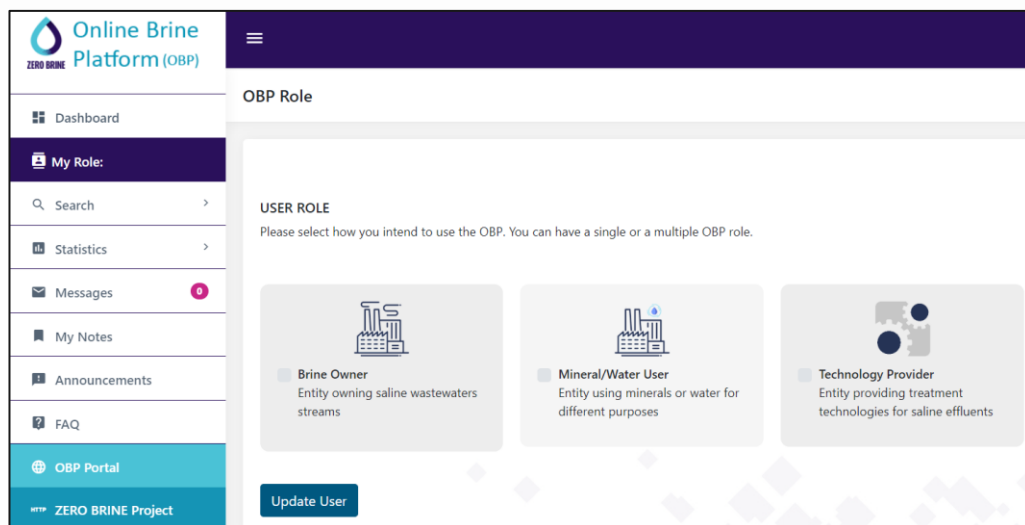 Online Brine
Platform (OBP)
ZERO BRINE
OBP Role
Dashboard
My Role:
Search
Statistics
Messages
0
My Notes
Announcements
FAQ
OBP Portal
HTTP ZERO BRINE Project
USER ROLE
Please select how you intend to use the OBP. You can have a single or a multiple OBP role.
Brine Owner
Entity owning saline wastewaters
streams
Mineral/Water User
Entity using minerals or water for
different purposes
Technology Provider
Entity providing treatment
technologies for saline effluents
Update User